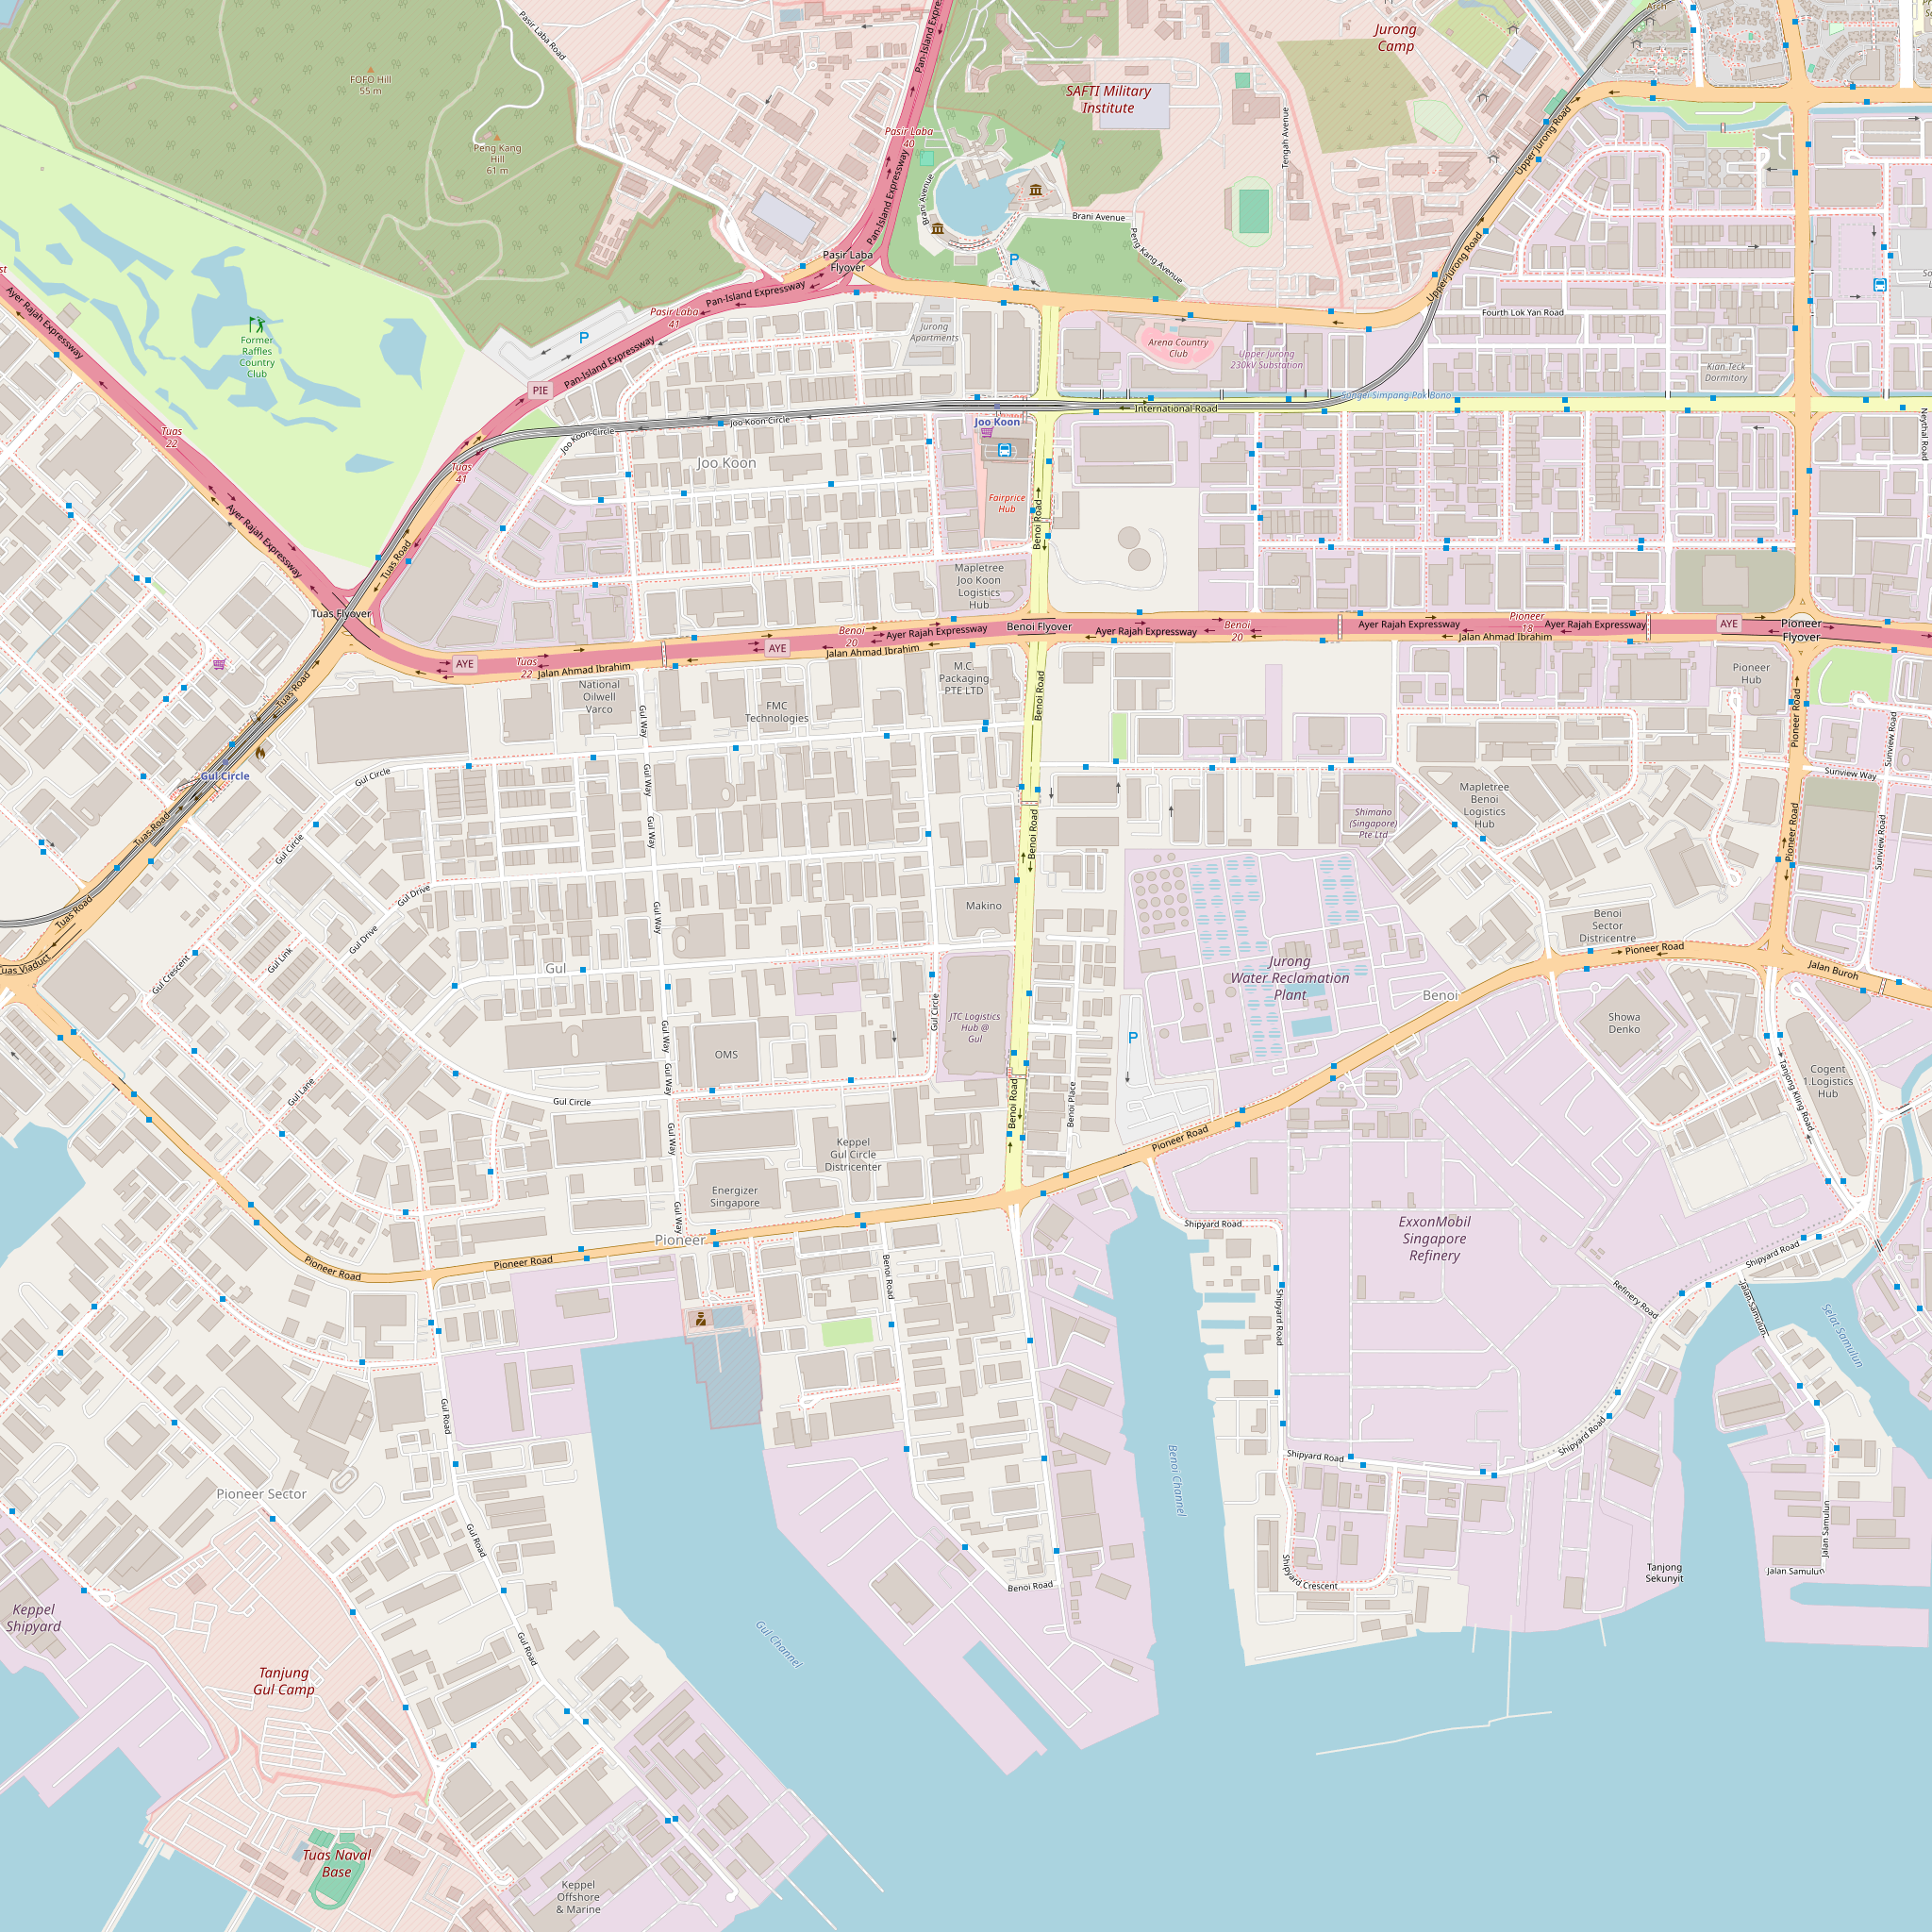 Pasir Laba Road
Pan-Island Expressway
Arch
Jurong
Camp
FOFO Hill
55 m
SAFTI Military
Institute
Peng Kang
Hill
61 m
Pasir Laba
40
Tengah Avenue
Upper Jurong Road
Pan-Island Expressway
Brani Avenue
Brani Avenue
Peng Kang Avenue
Pasir Laba
Flyover
Upper Jurong Road
P
Ayer Rajah Expressway
Pan-Island Expressway
Pasir Laba
41
P
Former
Raffles
Country
Club
Jurong
Apartments
Arena Country
Club
Upper Jurong
230kV Substation
Fourth Lok Yan Road
Kian Teck
Dormitory
Pan-Island Expressway
PIE
Sungei Simpang Pak Bono
International Road
Neythal Road
Joo Koon Circle
Joo Koon Circle
Joo Koon
Joo Koon
Tuas
22
Tuas
41
Fairprice
Hub
Benoi Road
Ayer Rajah Expressway
Tuas Road
Mapletree
Joo Koon
Logistics
Hub
Tuas Flyover
Benoi Flyover
Benoi
20
Ayer Rajah Expressway
Ayer Rajah Expressway
Benoi
20
Ayer Rajah Expressway
Pioneer
18
Ayer Rajah Expressway
Jalan Ahmad Ibrahim
AYE
Pioneer
Flyover
AYE
Tuas
22
AYE
Jalan Ahmad Ibrahim
Jalan Ahmad Ibrahim
National
Oilwell
Varco
FMC
Technologies
M.C.
Packaging
PTE LTD
Benoi Road
Pioneer
Hub
Pioneer Road
Sunview Road
Tuas Road
Gul Way
Gul Circle
Gul Circle
Gul Way
Sunview Way
Mapletree
Benoi
Logistics
Hub
Shimano
(Singapore)
Pte Ltd
Tuas Road
Gul Circle
Gul Way
Benoi Road
Pioneer Road
Sunview Road
Gul Drive
Gul Drive
Gul Way
Makino
Benoi
Sector
Districentre
Pioneer Road
Jalan Buroh
Tuas Road
Tuas Viaduct
Gul Link
Gul Crescent
Gul
Jurong
Water Reclamation
Plant
Benoi
Gul Circle
JTC Logistics
Hub @
Gul
Showa
Denko
P
OMS
Gul Way
Gul Way
Gul Lane
Gul Circle
Benoi Road
Benoi Place
Cogent
1.Logistics
Hub
Tanjong Kling Road
Gul Way
Keppel
Gul Circle
Districenter
Pioneer Road
Energizer
Singapore
Gul Way
Pioneer
Pioneer Road
Pioneer Road
Shipyard Road
ExxonMobil
Singapore
Refinery
Shipyard Road
Benoi Road
Shipyard Road
Refinery Road
Jalan Samulun
Selat Samulun
Gul Road
Benoi Channel
Shipyard Road
Shipyard Road
Pioneer Sector
Gul Road
Jalan Samulun
Jalan Samulun
Tanjong
Sekunyit
Shipyard Crescent
Benoi Road
Keppel
Shipyard
Gul Road
Gul Channel
Tanjung
Gul Camp
Tuas Naval
Base
Keppel
Offshore
& Marine